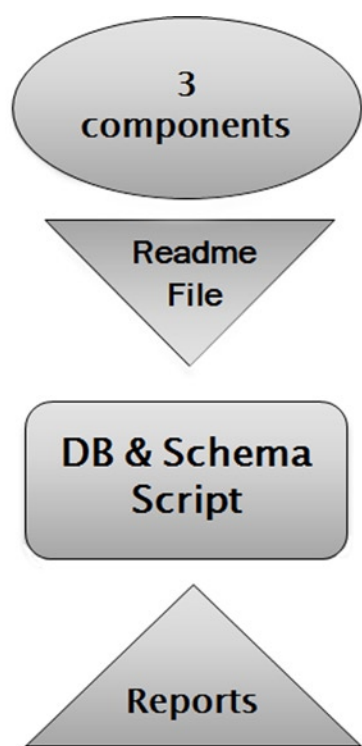 3
components
Readme
File
DB & Schema
Script
Reports